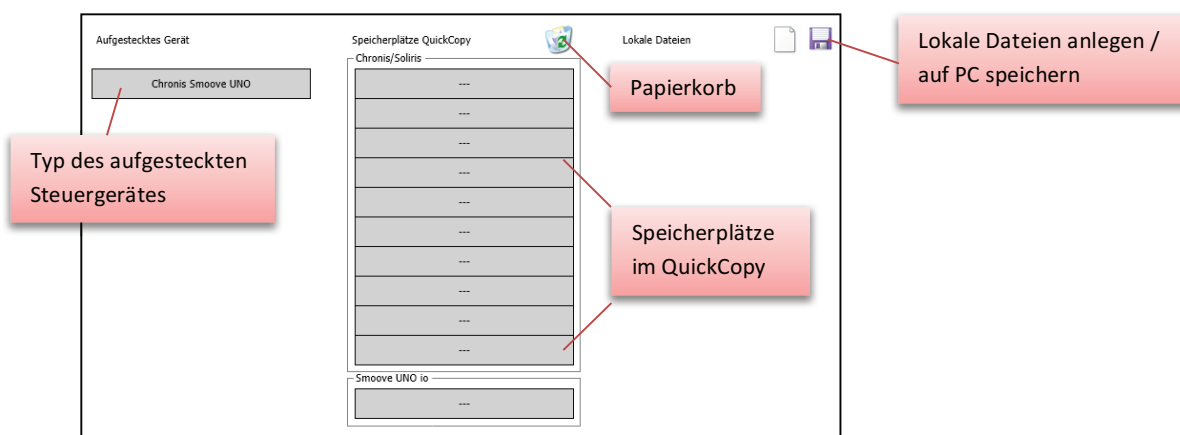 Aufgestecktes Gerät
Speicherplätze QuickCopy
Lokale Dateien
Lokale Dateien anlegen /
auf PC speichern
Chronis/Soliris
Chronis Smoove UNO
Papierkorb
---
---
---
Typ des aufgesteckten
Steuergerätes
---
---
---
Speicherplätze
im QuickCopy
---
---
---
---
Smoove UNO io
---